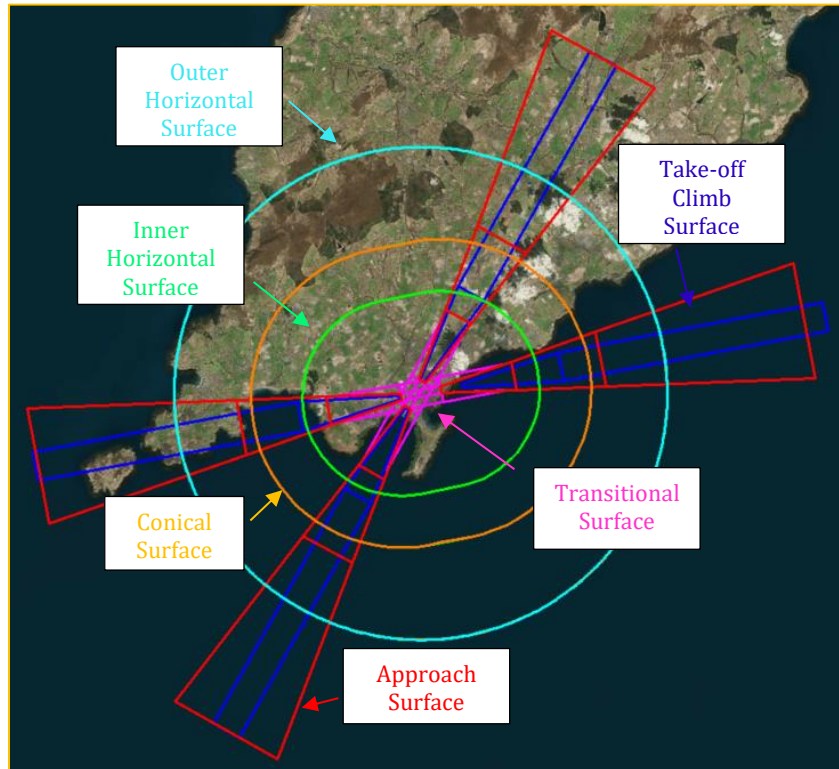 Outer
Horizontal
Surface
Take-off
Climb
Surface
Inner
Horizontal
Surface
Conical
Surface
Transitional
Surface
Approach
Surface